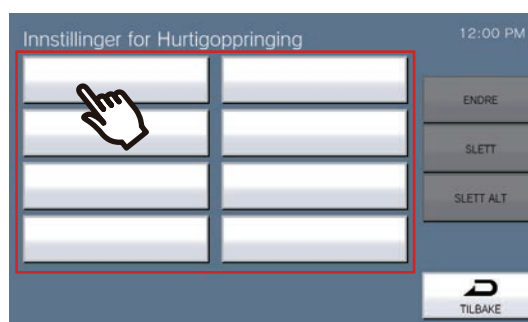 Innstillinger for Hurtigoppringing
12:00 PM
ENDRE
SLETT
SLETT ALT
TILBAKE